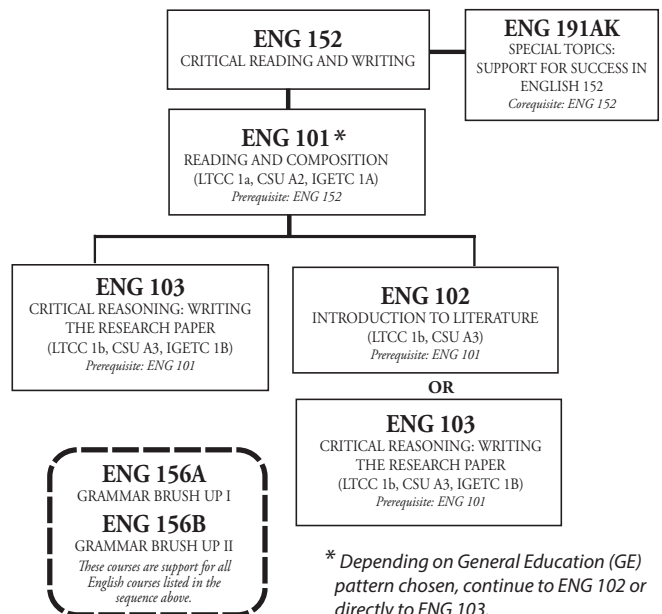 ENG 152
CRITICAL READING AND WRITING
ENG 191AK
SPECIAL TOPICS:
SUPPORT FOR SUCCESS IN
ENGLISH 152
Corequisite: ENG 152
ENG 101*
READING AND COMPOSITION
(LTCC 1a, CSU A2, IGETC 1A)
Prerequisite: ENG 152
ENG 103
CRITICAL REASONING: WRITING
THE RESEARCH PAPER
(LTCC 1b, CSU A3, IGETC 1B)
Prerequisite: ENG 101
ENG 102
INTRODUCTION TO LITERATURE
(LTCC 1b, CSU A3)
Prerequisite: ENG 101
OR
ENG 103
CRITICAL REASONING: WRITING
THE RESEARCH PAPER
(LTCC 1b, CSU A3, IGETC 1B)
Prerequisite: ENG 101
ENG 156A
GRAMMAR BRUSH UP I
ENG 156B
GRAMMAR BRUSH UP II
These courses are support for all
English courses listed in the
sequence above.
* Depending on General Education (GE)
pattern chosen, continue to ENG 102 or
directly to ENG 103.